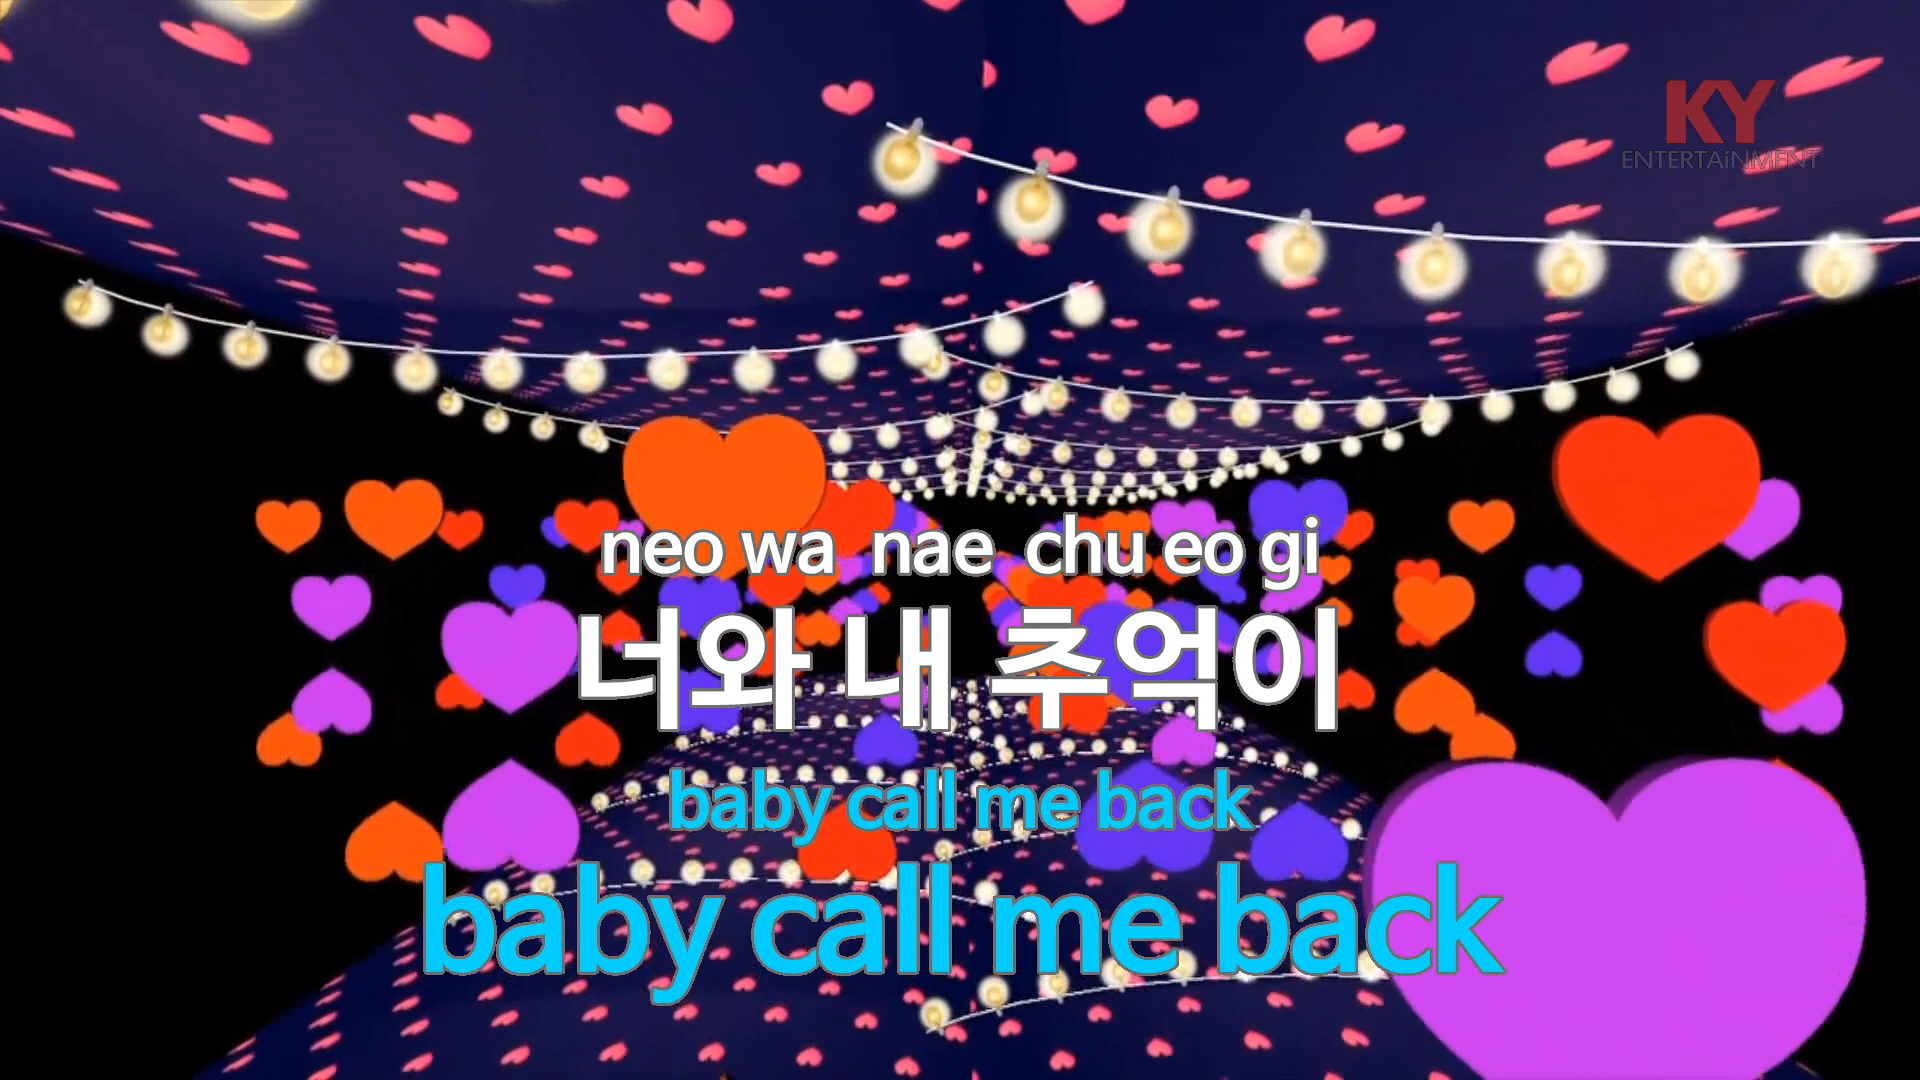 KY
ENTERTAiNMENT
neo wa nae chu eo gi
너와 내 추억이
baby call me back
baby call me back